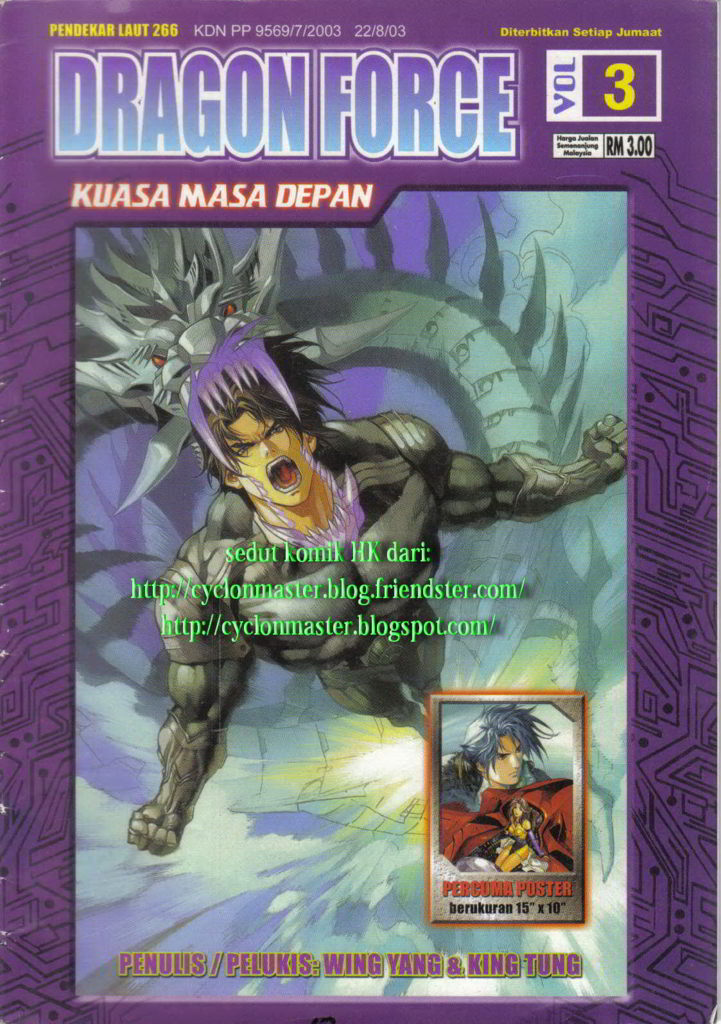 PENDEKAR LAUT 266 KDN PP 9569/7/2003 22/8/03 Diterbitkan Setiap Jumaat
DRAGON FORCE
VOL 3
Harga Jualan
Semenanjung
Malaysia
RM 3.00
KUASA MASA DEPAN
sedut komik HK dari:
http://cyclonmaster.blog.friendster.com/
http://cyclonmaster.blogspot.com/
PERCUMA POSTER
berukuran 15" x 10"
PENULIS / PELUKIS: WING YANG & KING TUNG